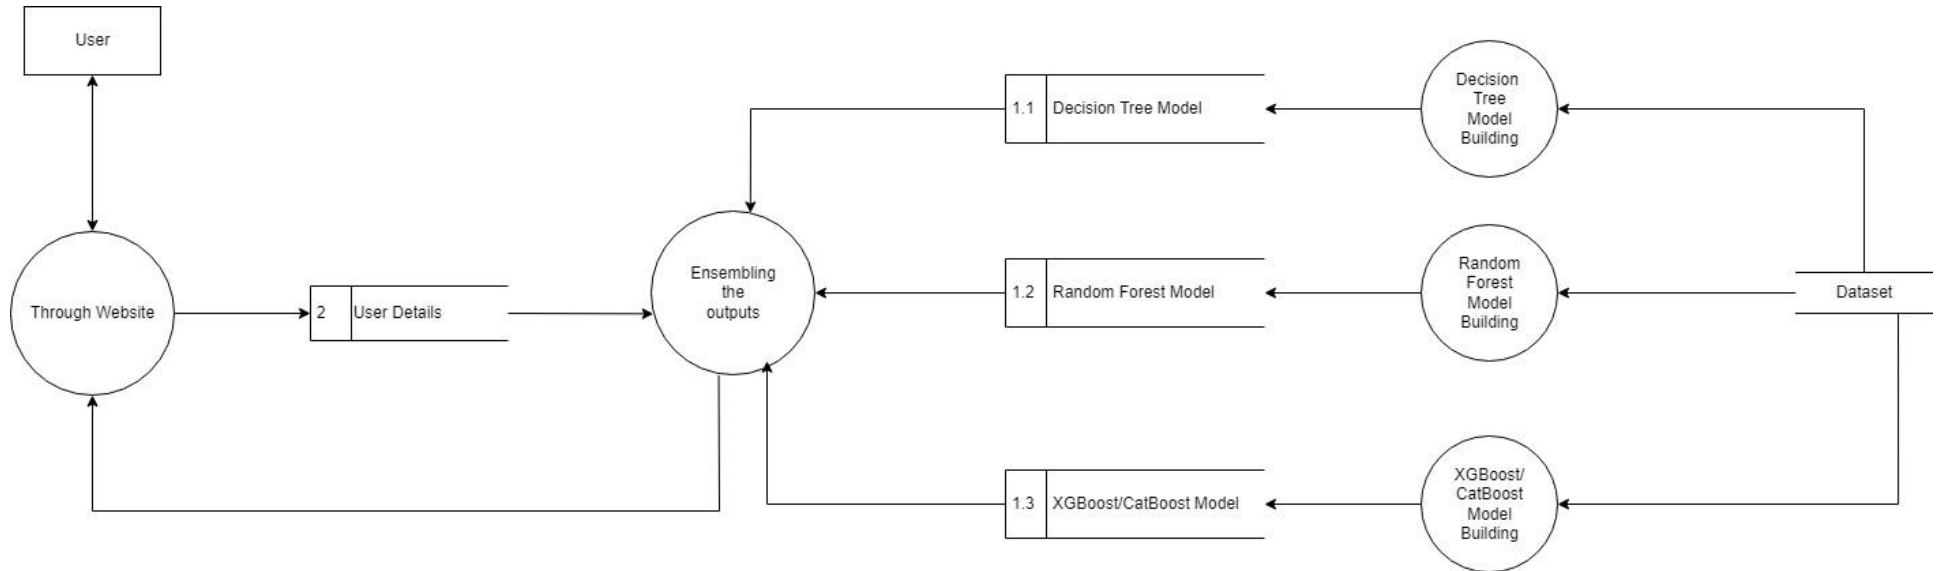 User
Through Website
2
User Details
Ensembling
the
outputs
1.1
Decision Tree Model
1.2
Random Forest Model
1.3
XGBoost/CatBoost Model
Decision
Tree
Model
Building
Random
Forest
Model
Building
XGBoost/
CatBoost
Model
Building
Dataset